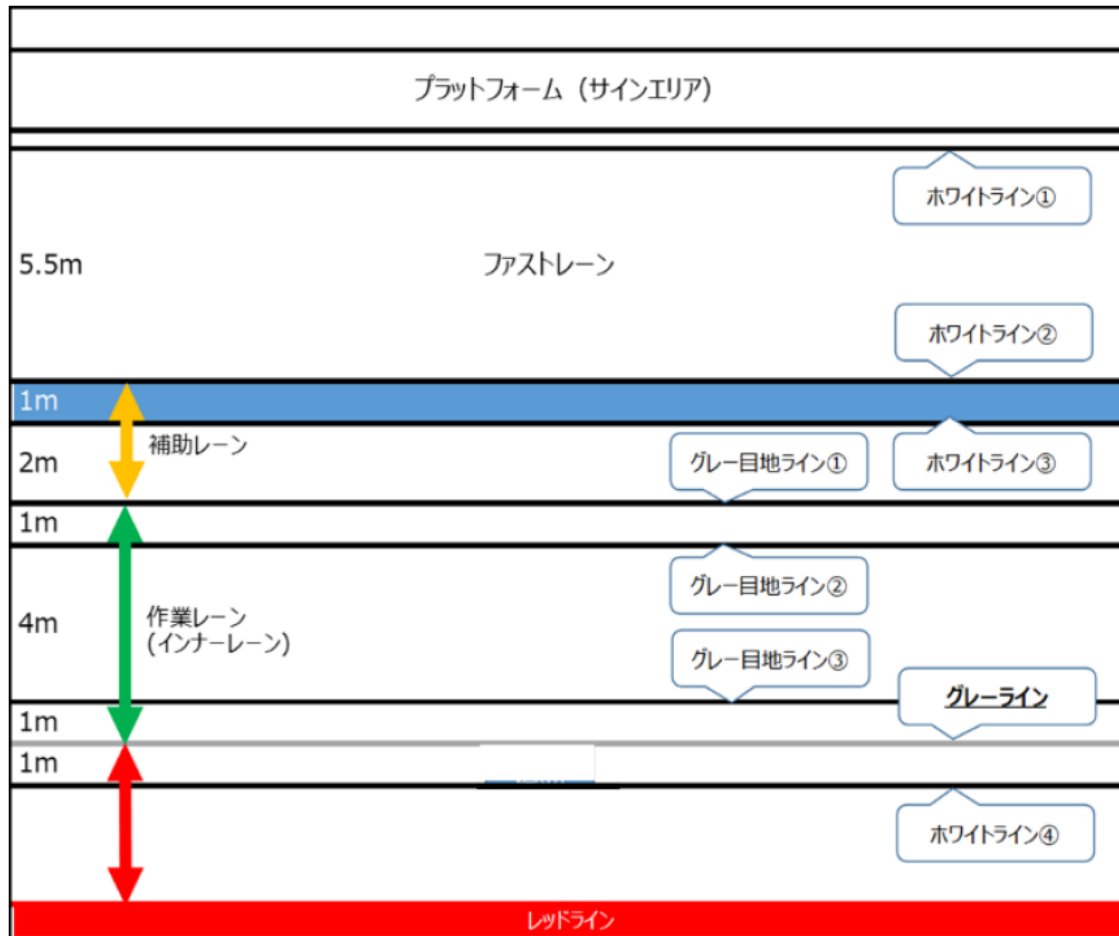 プラットフォーム（サインエリア）
ホワイトライン①
5.5m
ファストレーン
ホワイトライン②
1m
補助レーン
2m
グレー目地ライン①
ホワイトライン③
1m
グレー目地ライン②
4m
作業レーン
(インナーレーン)
グレー目地ライン③
グレーライン
1m
1m
ホワイトライン④
レッドライン